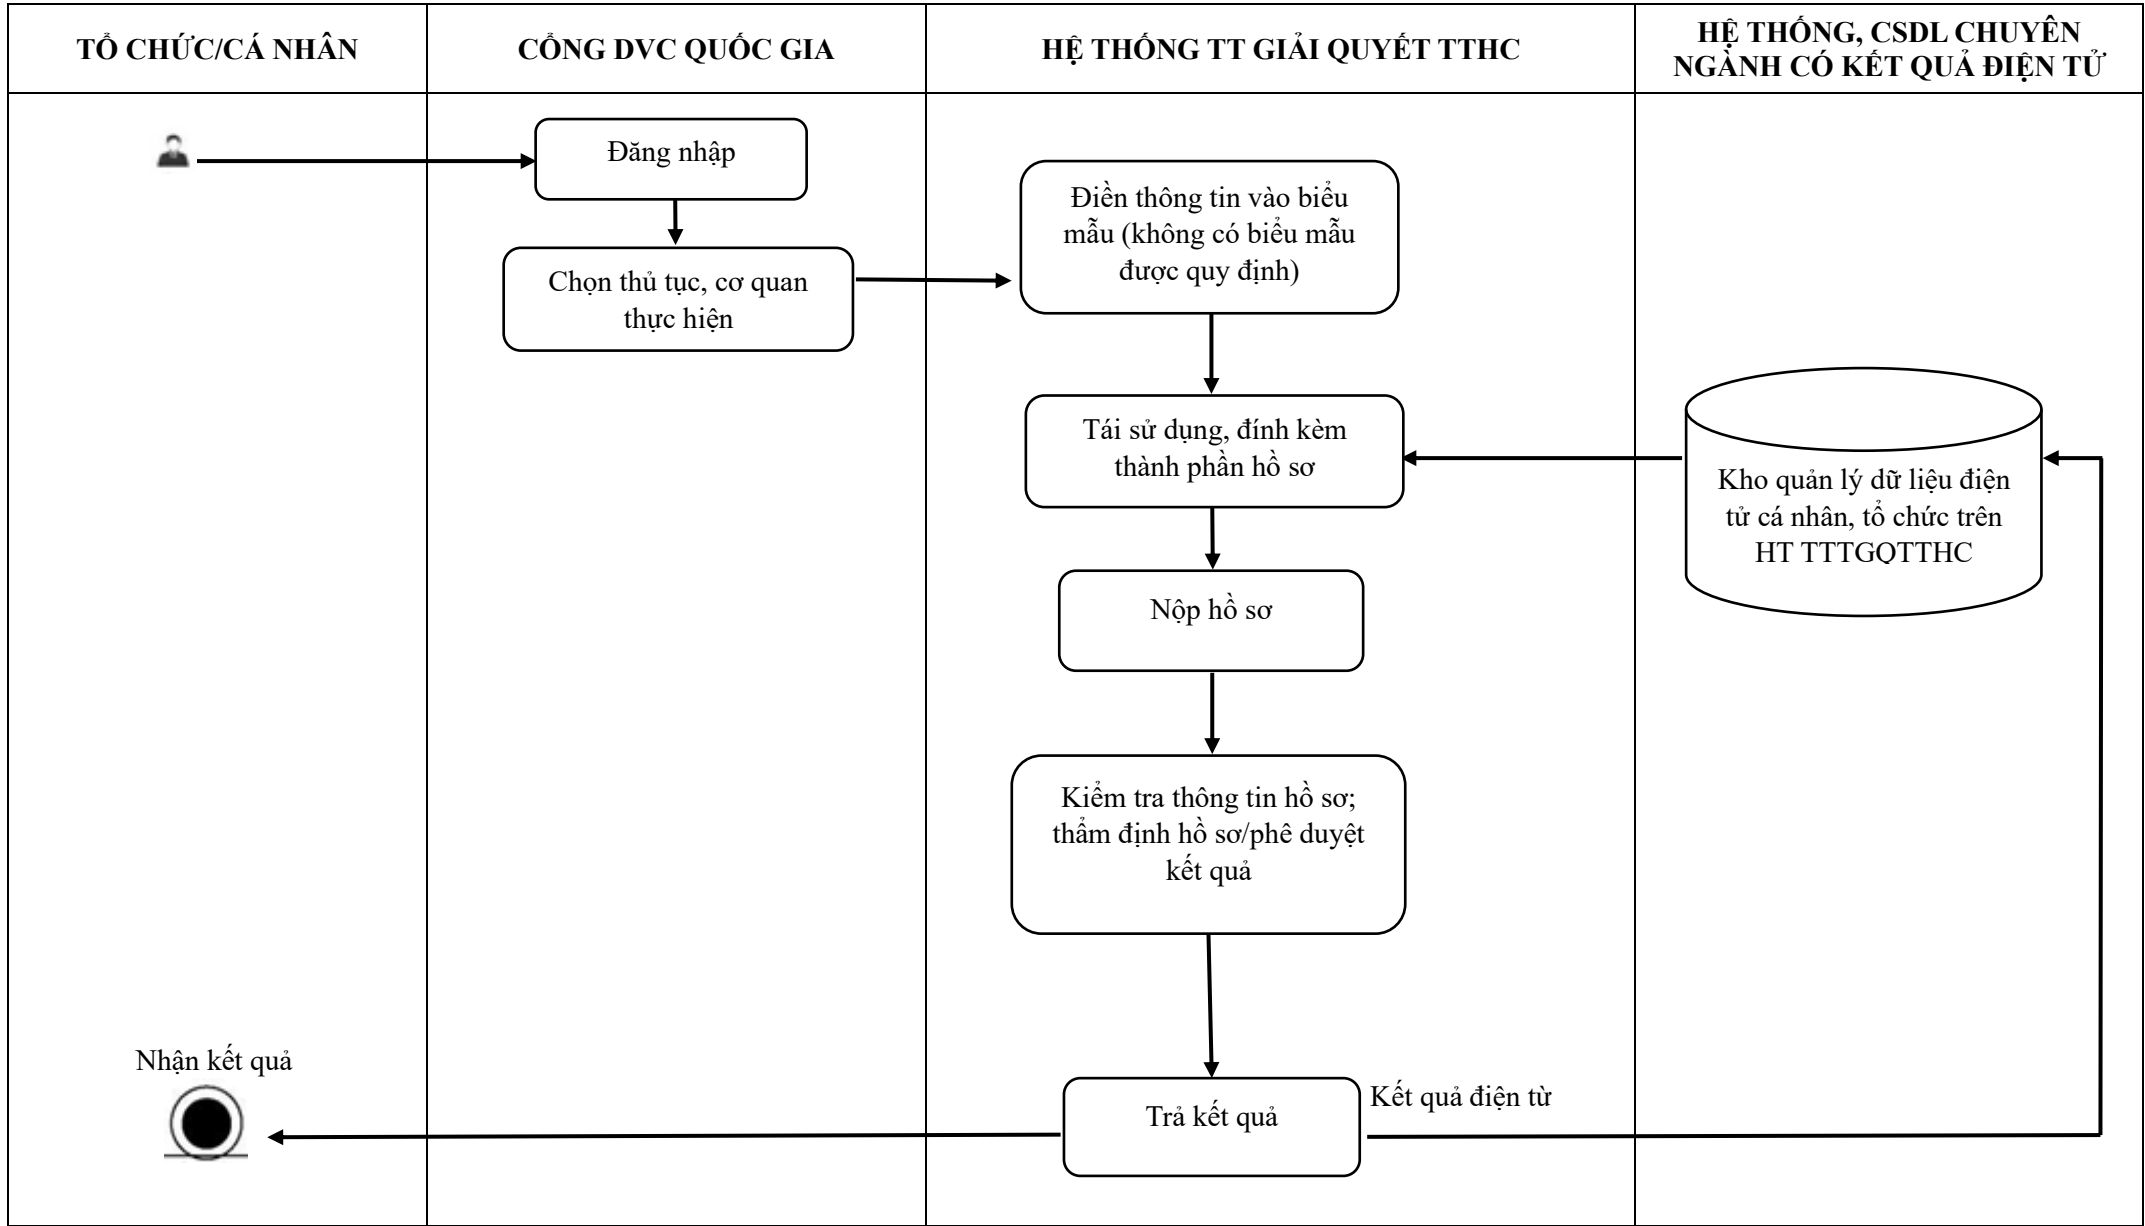 TỔ CHỨC/CÁ NHÂN
CỔNG DVC QUỐC GIA
HỆ THỐNG TT GIẢI QUYẾT TTHC
HỆ THỐNG, CSDL CHUYÊN
NGÀNH CÓ KẾT QUẢ ĐIỆN TỬ
Đăng nhập
Chọn thủ tục, cơ quan
thực hiện
Điền thông tin vào biểu
mẫu (không có biểu mẫu
được quy định)
Tái sử dụng, đính kèm
thành phần hồ sơ
Kho quản lý dữ liệu điện
tử cá nhân, tổ chức trên
HT TTTGQTTHC
Nộp hồ sơ
Kiểm tra thông tin hồ sơ;
thẩm định hồ sơ/phê duyệt
kết quả
Nhận kết quả
Trả kết quả
Kết quả điện từ